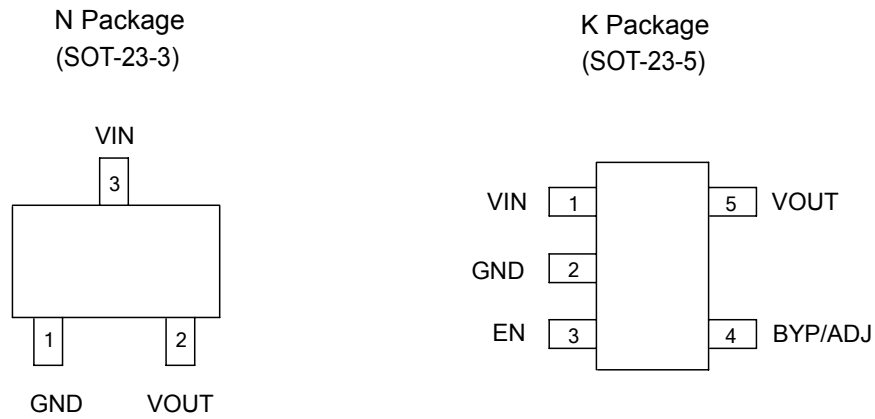 N Package
(SOT-23-3)
VIN
3
1
2
GND VOUT
K Package
(SOT-23-5)
VIN 1 5 VOUT
GND 2
EN 3 4 BYP/ADJ